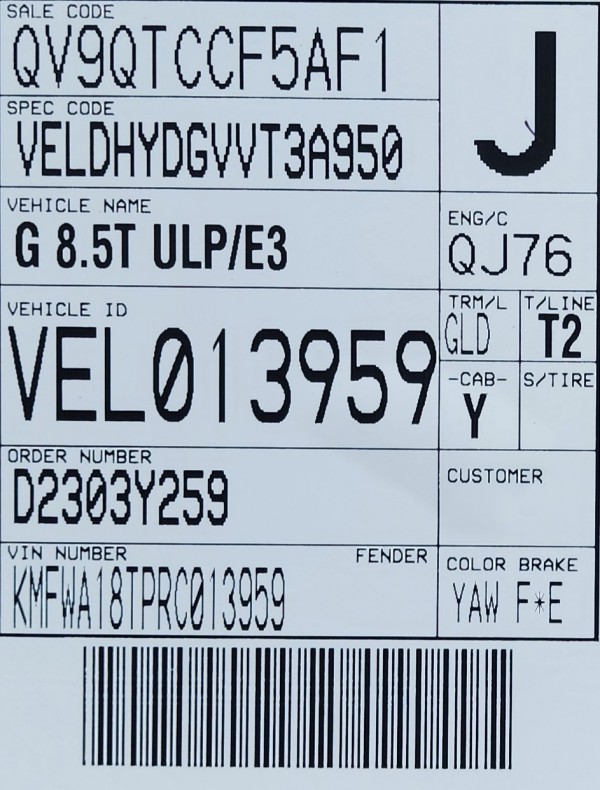 SALE CODE
QV9QTCCF5AF1
J
SPEC CODE
VELDHYDGVVT3A950
VEHICLE NAME
G 8.5T ULP/E3
ENG/C
QJ76
VEHICLE ID
VEL013959
TRM/L
GLD
T/LINE
T2
-CAB-
Y
S/TIRE
ORDER NUMBER
D2303Y259
CUSTOMER
VIN NUMBER
FENDER
KMFWA18TPRC013959
COLOR BRAKE
YAW F*E